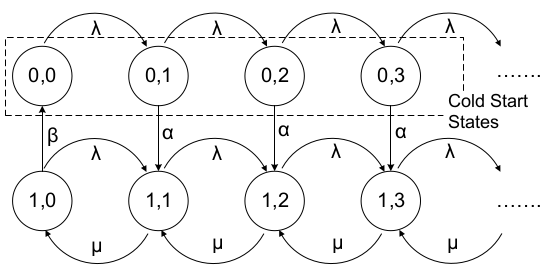 λ λ λ λ
0,0 0,1 0,2 0,3 .......
Cold Start
States
β α α α
λ λ λ λ
1,0 1,1 1,2 1,3 .......
μ μ μ μ